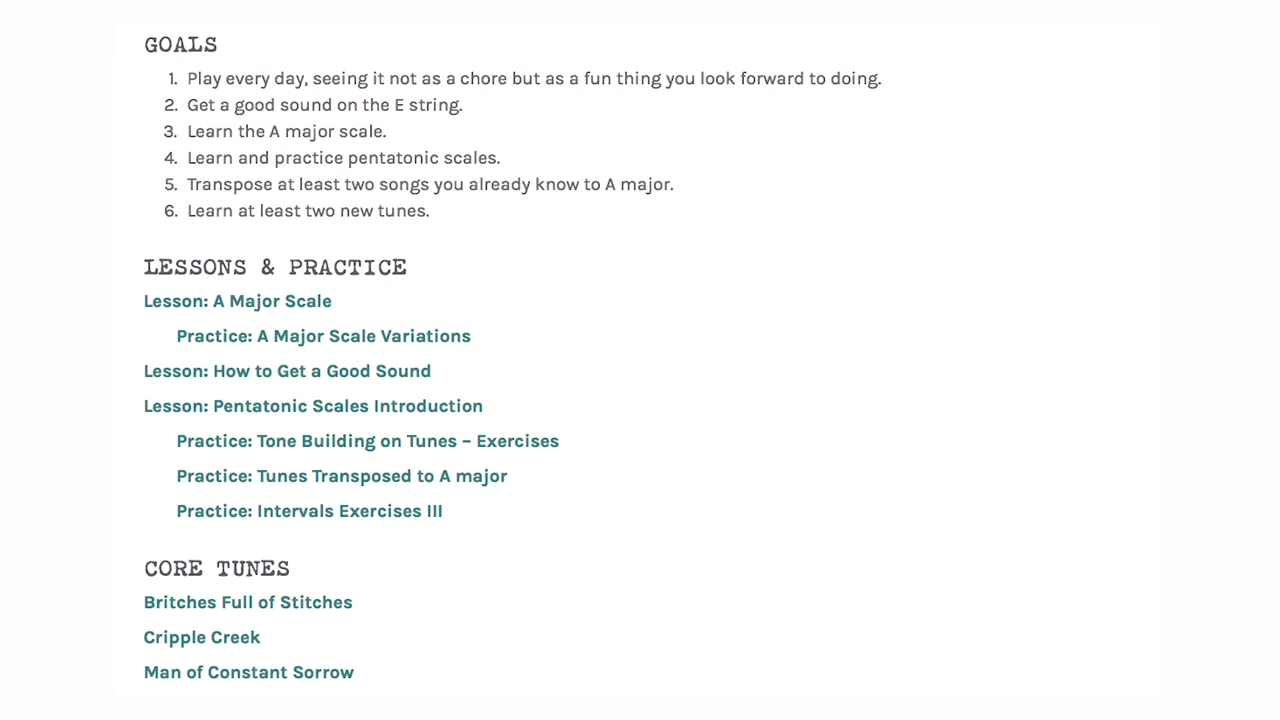 GOALS
1. Play every day, seeing it not as a chore but as a fun thing you look forward to doing.
2. Get a good sound on the E string.
3. Learn the A major scale.
4. Learn and practice pentatonic scales.
5. Transpose at least two songs you already know to A major.
6. Learn at least two new tunes.
LESSONS & PRACTICE
Lesson: A Major Scale
Practice: A Major Scale Variations
Lesson: How to Get a Good Sound
Lesson: Pentatonic Scales Introduction
Practice: Tone Building on Tunes – Exercises
Practice: Tunes Transposed to A major
Practice: Intervals Exercises III
CORE TUNES
Britches Full of Stitches
Cripple Creek
Man of Constant Sorrow